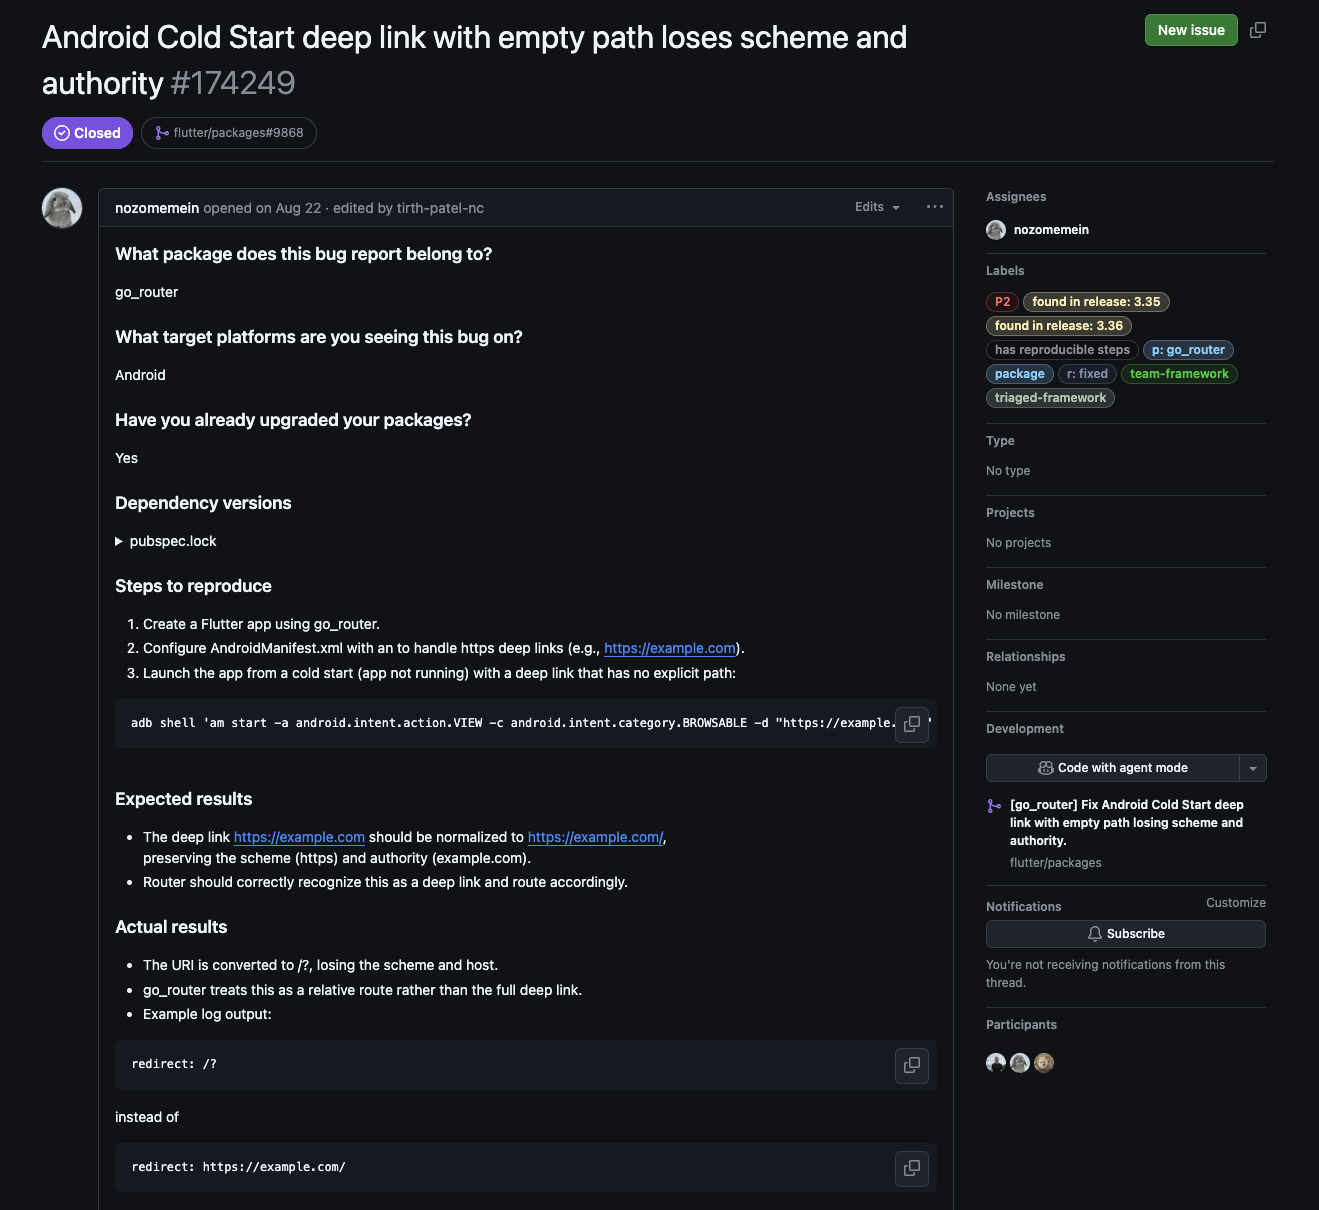 Android Cold Start deep link with empty path loses scheme and
authority #174249
New issue
Closed
flutter/packages#9868
nozomemein opened on Aug 22 · edited by tirth-patel-nc
Edits
What package does this bug report belong to?
go_router
What target platforms are you seeing this bug on?
Android
Have you already upgraded your packages?
Yes
Dependency versions
pubspec.lock
Steps to reproduce
1. Create a Flutter app using go_router.
2. Configure AndroidManifest.xml with an to handle https deep links (e.g., https://example.com).
3. Launch the app from a cold start (app not running) with a deep link that has no explicit path:
adb shell 'am start -a android.intent.action.VIEW -c android.intent.category.BROWSABLE -d "https://example.
Expected results
• The deep link https://example.com should be normalized to https://example.com/,
preserving the scheme (https) and authority (example.com).
• Router should correctly recognize this as a deep link and route accordingly.
Actual results
• The URI is converted to /?, losing the scheme and host.
• go_router treats this as a relative route rather than the full deep link.
• Example log output:
redirect: /?
instead of
redirect: https://example.com/
Assignees
nozomemein
Labels
P2 found in release: 3.35
found in release: 3.36
has reproducible steps p: go_router
package r: fixed team-framework
triaged-framework
Type
No type
Projects
No projects
Milestone
No milestone
Relationships
None yet
Development
Code with agent mode
[go_router] Fix Android Cold Start deep
link with empty path losing scheme and
authority.
flutter/packages
Notifications
Customize
Subscribe
You're not receiving notifications from this
thread.
Participants